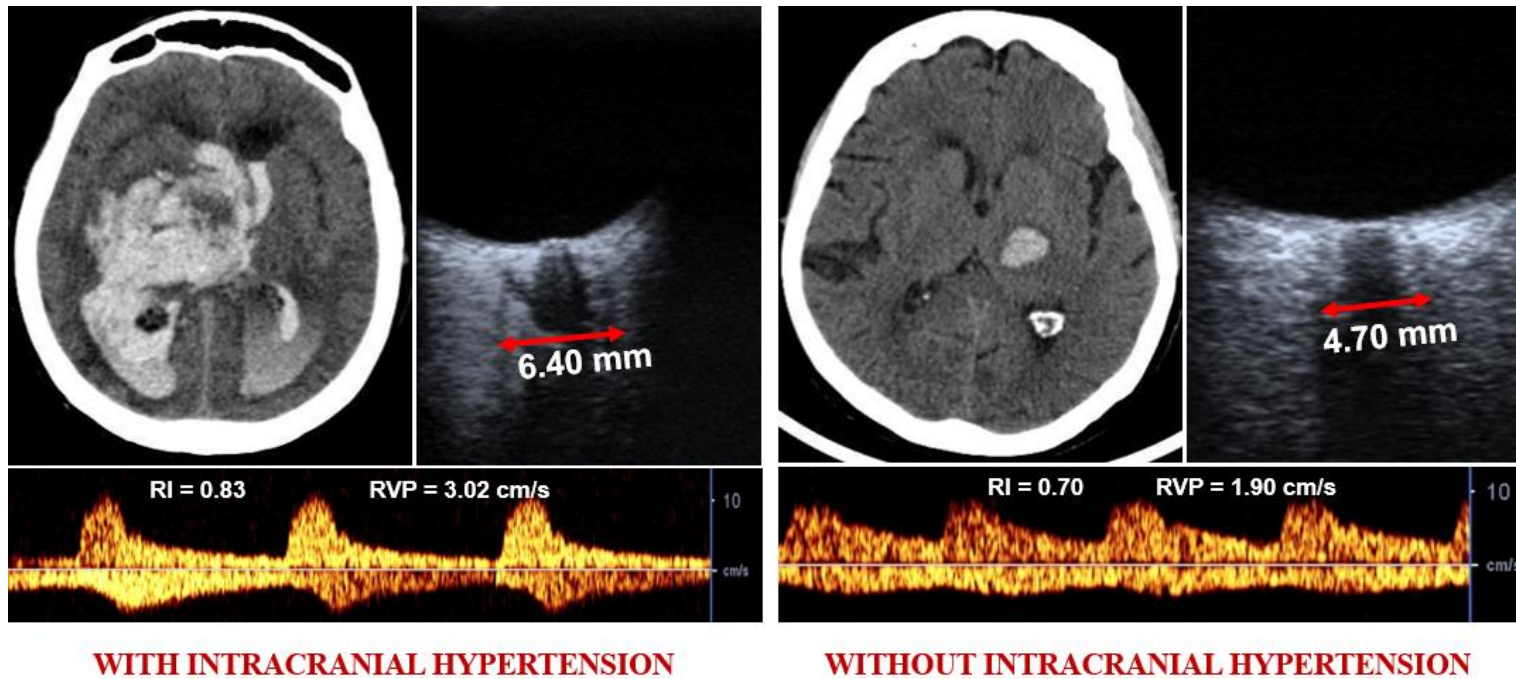 6.40 mm
4.70 mm
RI = 0.83 RVP = 3.02 cm/s
10
cm/s
RI = 0.70 RVP = 1.90 cm/s
10
cm/s
WITH INTRACRANIAL HYPERTENSION
WITHOUT INTRACRANIAL HYPERTENSION